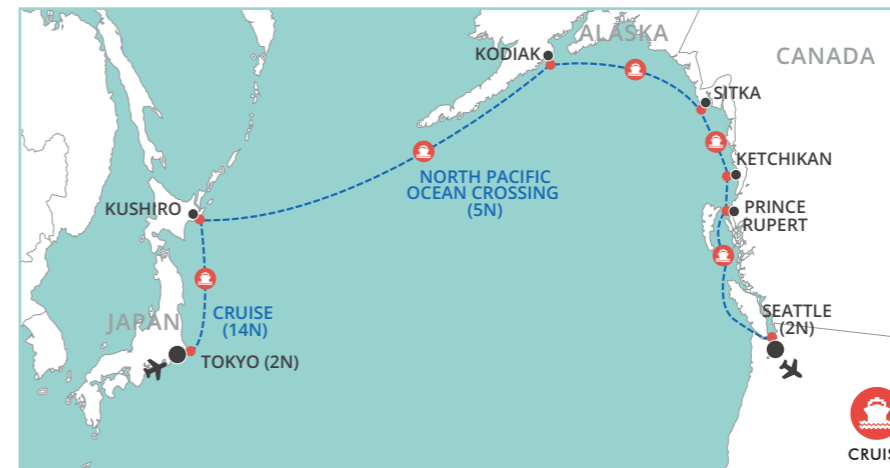 ALASKA
KODIAK
CANADA
SITKA
KETCHIKAN
NORTH PACIFIC
OCEAN CROSSING
(5N)
KUSHIRO
PRINCE
RUPERT
CRUISE
(14N)
JAPAN
SEATTLE
(2N)
TOKYO (2N)